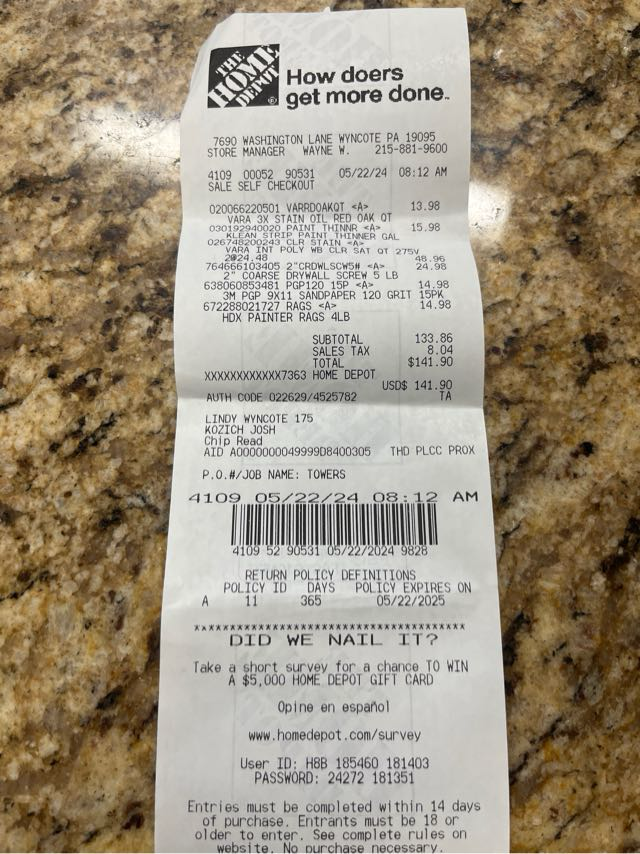 THE
HOME
DEPOT
How doers
get more done.
7690 WASHINGTON LANE WYNCOTE PA 19095
STORE MANAGER WAYNE W. 215-881-9600
4109 00052 90531 05/22/24 08:12 AM
SALE SELF CHECKOUT
020066220501 VARRDOAKQT <A> 13.98
VARA 3X STAIN OIL RED OAK QT
030192940020 PAINT THINNR <A> 15.98
KLEAN STRIP PAINT THINNER GAL
026748200243 CLR STAIN <A>
VARA INT POLY WB CLR SAT QT 275V
2@24.48 48.96
764666103405 2"CRDWLSCW5# <A> 24.98
2" COARSE DRYWALL SCREW 5 LB
638060853481 PGP120 15P <A> 14.98
3M PGP 9X11 SANDPAPER 120 GRIT 15PK
672288021727 RAGS <A> 14.98
HDX PAINTER RAGS 4LB
SUBTOTAL 133.86
SALES TAX 8.04
TOTAL $141.90
XXXXXXXXXXXX7363 HOME DEPOT
USD$ 141.90
AUTH CODE 022629/4525782 TA
LINDY WYNCOTE 175
KOZICH JOSH
Chip Read
AID A0000000049999D8400305 THD PLCC PROX
P.O.#/JOB NAME: TOWERS
4109 05/22/24 08:12 AM
4109 52 90531 05/22/2024 9828
RETURN POLICY DEFINITIONS
POLICY ID DAYS POLICY EXPIRES ON
A 11 365 05/22/2025
DID WE NAIL IT?
Take a short survey for a chance TO WIN
A $5,000 HOME DEPOT GIFT CARD
Opine en español
www.homedepot.com/survey
User ID: H8B 185460 181403
PASSWORD: 24272 181351
Entries must be completed within 14 days
of purchase. Entrants must be 18 or
older to enter. See complete rules on
website. No purchase necessary.